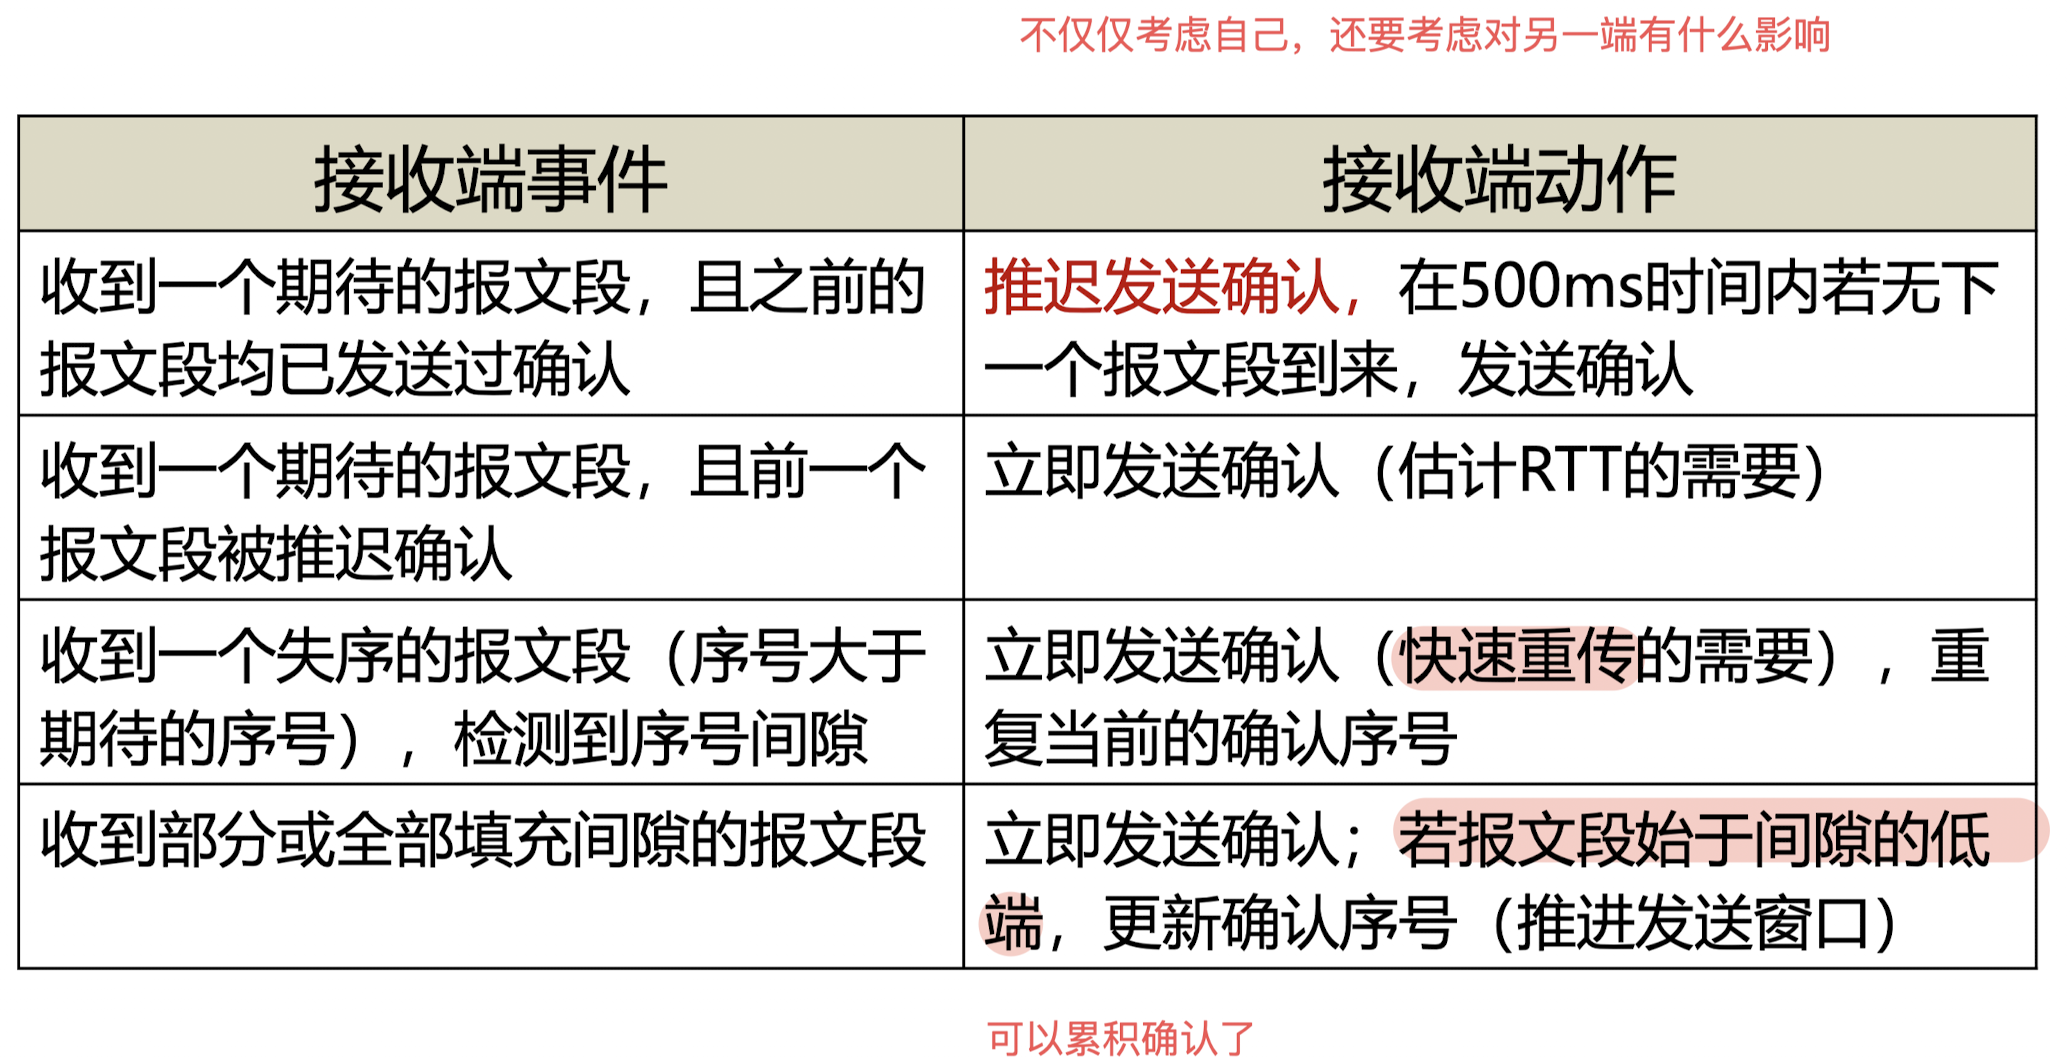 不仅仅考虑自己，还要考虑对另一端有什么影响
接收端事件
接收端动作
收到一个期待的报文段，且之前的
报文段均已发送过确认
推迟发送确认，在500ms时间内若无下
一个报文段到来，发送确认
收到一个期待的报文段，且前一个
报文段被推迟确认
立即发送确认（估计RTT的需要）
收到一个失序的报文段（序号大于
期待的序号），检测到序号间隙
立即发送确认（快速重传的需要），重
复当前的确认序号
收到部分或全部填充间隙的报文段
立即发送确认；若报文段始于间隙的低
端，更新确认序号（推进发送窗口）
可以累积确认了